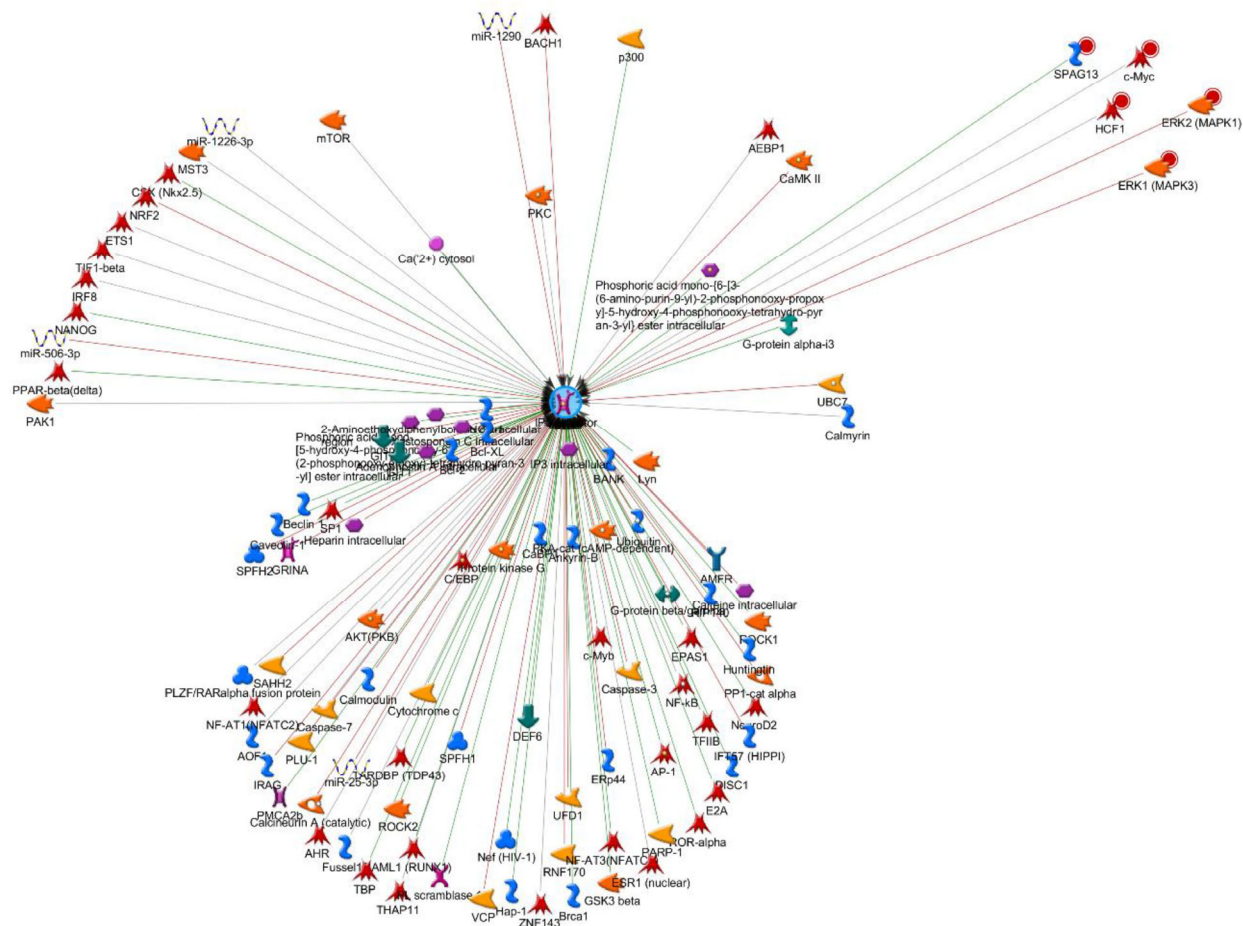 miR-1290
BACH1
p300
SPAG13
c-Myc
HCF1
ERK2 (MAPK1)
ERK1 (MAPK3)
miR-1226-3p
mTOR
AEBP1
CaMK II
MST3
(Nkx2.5)
NRF2
PKC
ETS1
TIF1-beta
IRF8
NANOG
miR-506-3p
PPAR-beta(delta)
PAK1
Ca('2+) cytosol
Phosphoric acid mono-{6-[3-
(6-amino-purin-9-yl)-2-phosphonooxy-propox
y]-5-hydroxy-4-phosphonooxy-tetrahydro-pyr
an-3-yl} ester intracellular
G-protein alpha-i3
UBC7
Calmyrin
Bcl-XL
Bcl-2
-yl] ester intracellular
IP3 intracellular
BANK
Lyn
Beclin 1
SP1
Caveolin-1
Heparin intracellular
SPFH2
GRINA
C/EBP
Protein kinase G
Ankyrin-B
Ubiquitin
AMFR
G-protein beta/gamma
Caffeine intracellular
ROCK1
AKT(PKB)
c-Myb
EPAS1
Huntingtin
SAHH2
PLZF/RARalpha fusion protein
Calmodulin
Cytochrome c
Caspase-3
NF-kB
PP1-cat alpha
NF-AT1(NFATC2)
Caspase-7
NeuroD2
AOF1
PLU-1
SPFH1
DEF6
TFIIB
IFT57 (HIPPI)
IRAG
miR-25-3p
TARDBP (TDP43)
ERp44
AP-1
DISC1
PMCA2b
Calcineurin A (catalytic)
ROCK2
UFD1
E2A
AHR
Nef (HIV-1)
PARP-1
ROR-alpha
Fussel18
AML1 (RUNX1)
RNF170
ESR1 (nuclear)
TBP
THAP11
VCP
Hap-1
ZNF143
Brca1
GSK3 beta